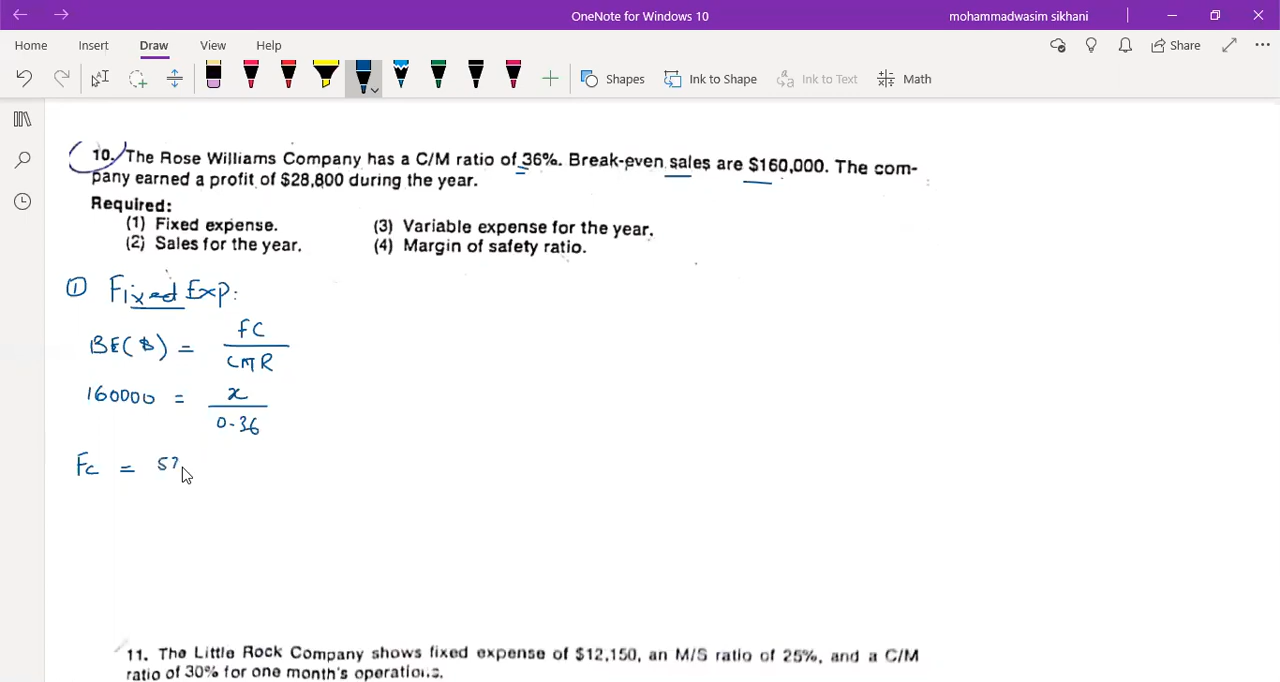 OneNote for Windows 10
mohammadwasim sikhani
Home Insert Draw View Help
Share
Shapes Ink to Shape Ink to Text Math
10. The Rose Williams Company has a C/M ratio of 36%. Break-even sales are $160,000. The com-
pany earned a profit of $28,800 during the year.
Required:
(1) Fixed expense. (3) Variable expense for the year.
(2) Sales for the year. (4) Margin of safety ratio.
① Fixed Exp:
BE($) = FC
CMR
160000 = x
0.36
FC = 57
11. The Little Rock Company shows fixed expense of $12,150, an M/S ratio of 25%, and a C/M
ratio of 30% for one month's operations.